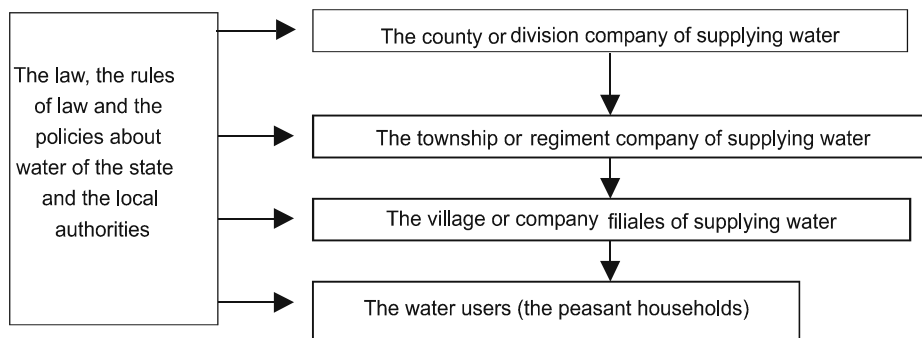 The law, the rules
of law and the
policies about
water of the state
and the local
authorities
The county or division company of supplying water
The township or regiment company of supplying water
The village or company filiales of supplying water
The water users (the peasant households)